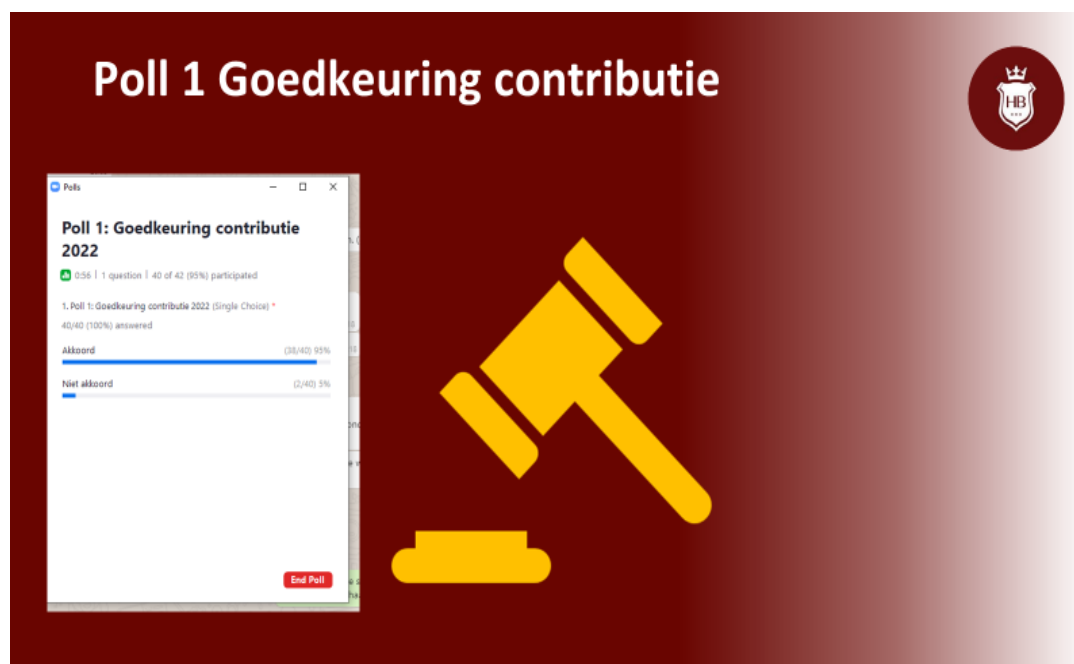 Poll 1 Goedkeuring contributie
HB
Polls
Poll 1: Goedkeuring contributie
2022
0:56 | 1 question | 40 of 42 (95%) participated
1. Poll 1: Goedkeuring contributie 2022 (Single Choice) *
40/40 (100%) answered
Akkoord (38/40) 95%
Niet akkoord (2/40) 5%
End Poll